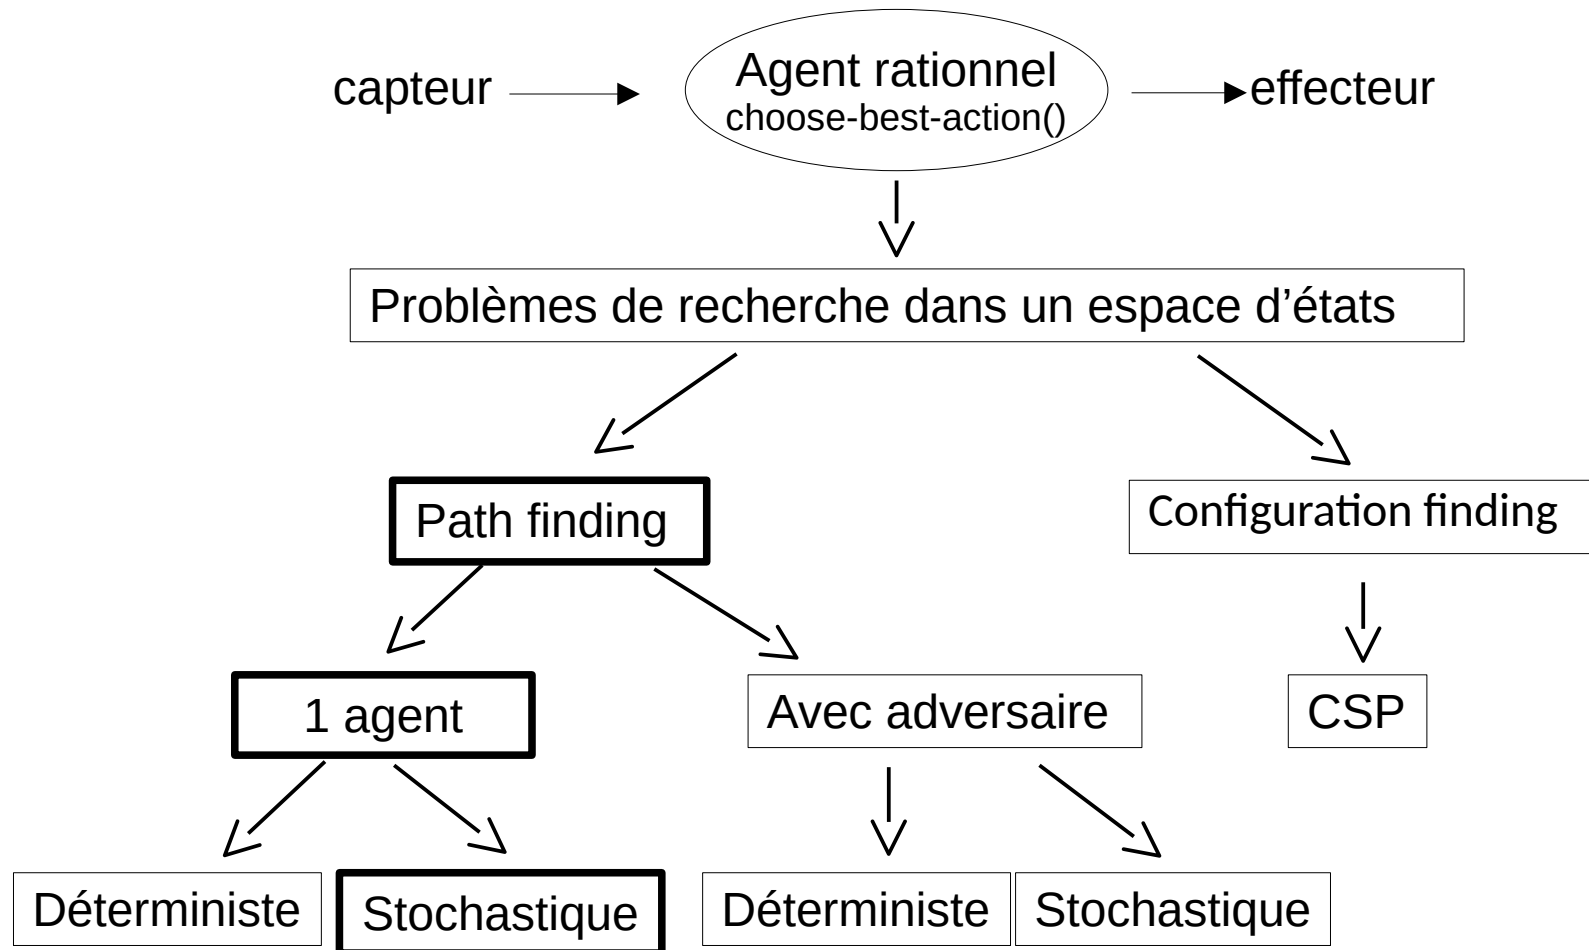 capteur
Agent rationnel
choose-best-action()
effecteur
Problèmes de recherche dans un espace d’états
Path finding
Configuration finding
1 agent
Avec adversaire
CSP
Déterministe
Stochastique
Déterministe
Stochastique